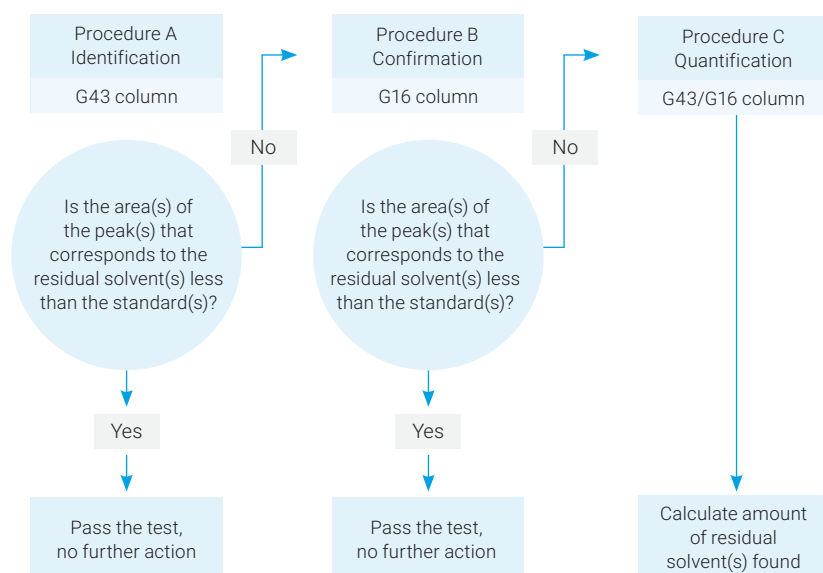 Procedure A
Identification
G43 column
Is the area(s) of
the peak(s) that
corresponds to the
residual solvent(s) less
than the standard(s)?
No
Yes
Pass the test,
no further action
Procedure B
Confirmation
G16 column
Is the area(s) of
the peak(s) that
corresponds to the
residual solvent(s) less
than the standard(s)?
No
Yes
Pass the test,
no further action
Procedure C
Quantification
G43/G16 column
Calculate amount
of residual
solvent(s) found